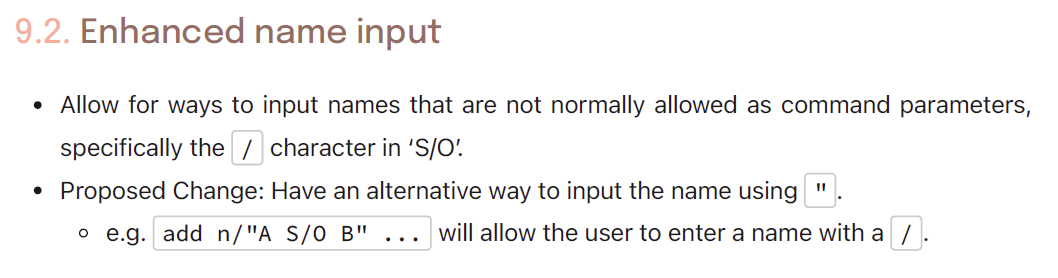 9.2. Enhanced name input
• Allow for ways to input names that are not normally allowed as command parameters,
specifically the / character in ‘S/O’.
• Proposed Change: Have an alternative way to input the name using ".
◦ e.g. add n/"A S/O B" ... will allow the user to enter a name with a /.